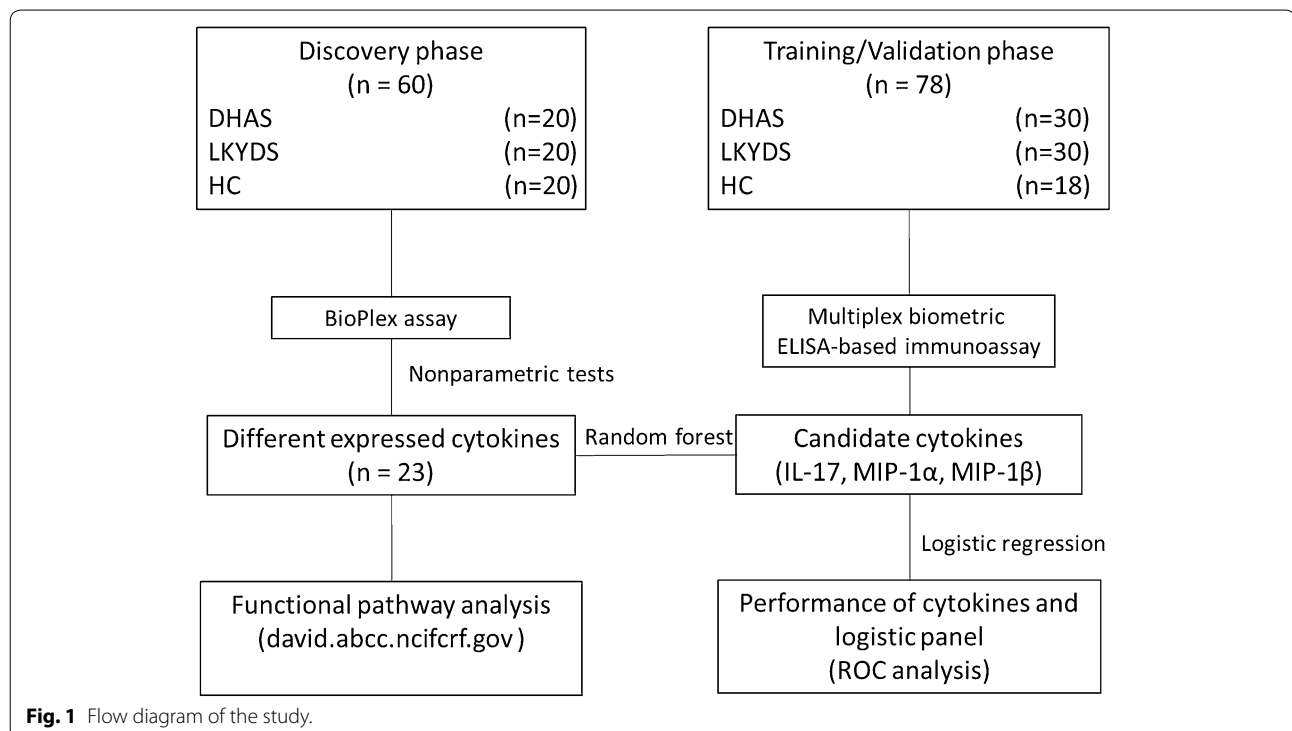 Discovery phase
(n = 60)
DHAS (n=20)
LKYDS (n=20)
HC (n=20)
Training/Validation phase
(n = 78)
DHAS (n=30)
LKYDS (n=30)
HC (n=18)
BioPlex assay
Multiplex biometric
ELISA-based immunoassay
Nonparametric tests
Different expressed cytokines
(n = 23)
Random forest
Candidate cytokines
(IL-17, MIP-1α, MIP-1β)
Logistic regression
Functional pathway analysis
(david.abcc.ncifcrf.gov )
Performance of cytokines and
logistic panel
(ROC analysis)
Fig. 1 Flow diagram of the study.